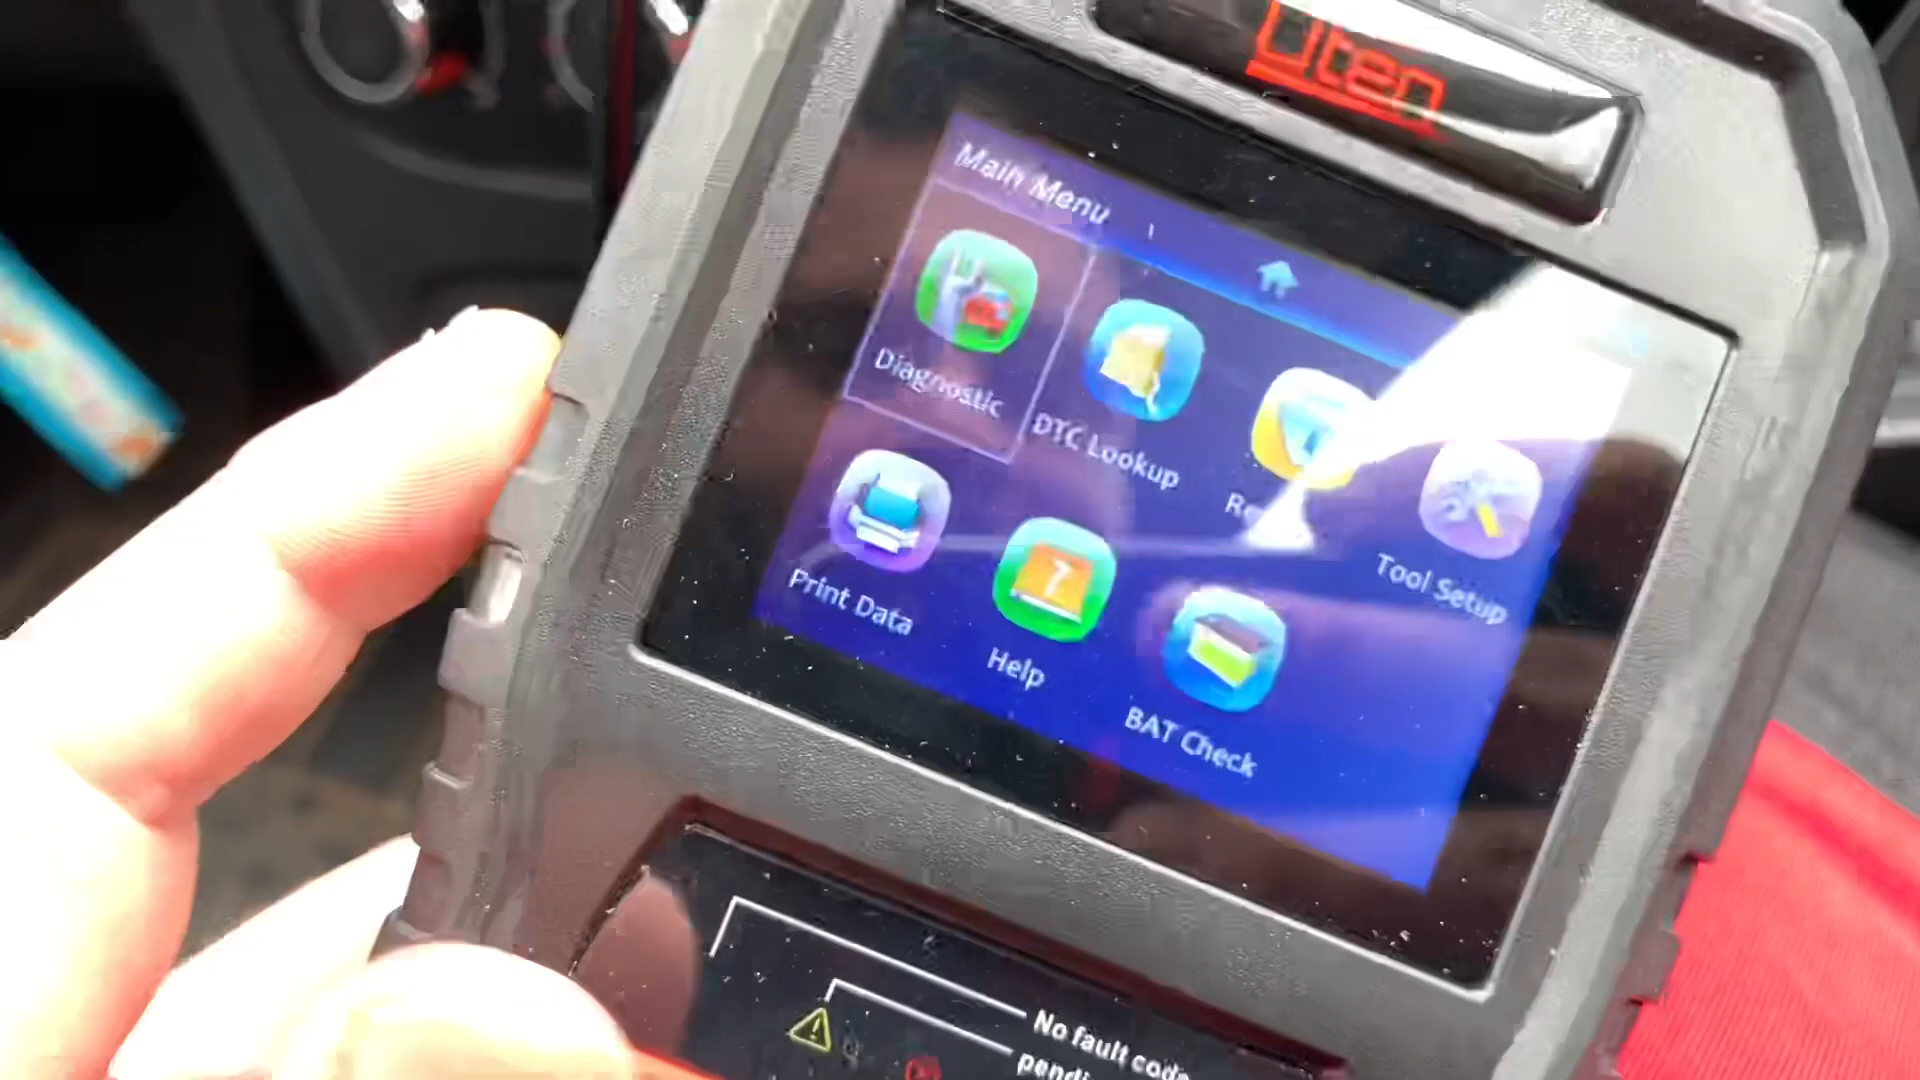 Uten
Main Menu
Diagnostic
DTC Lookup
Tool Setup
Print Data
Help
BAT Check
No fault code